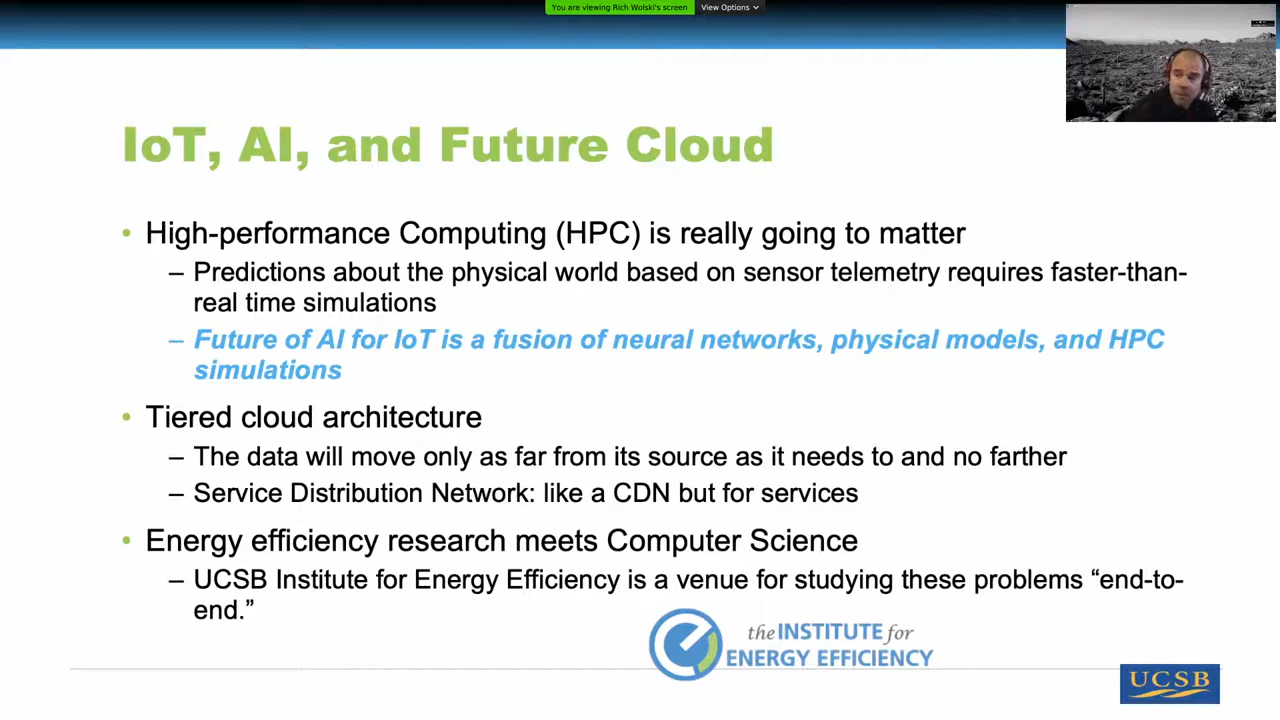 You are viewing Rich Wolski's screen View Options
IoT, AI, and Future Cloud
• High-performance Computing (HPC) is really going to matter
– Predictions about the physical world based on sensor telemetry requires faster-than-
real time simulations
– Future of AI for IoT is a fusion of neural networks, physical models, and HPC
simulations
• Tiered cloud architecture
– The data will move only as far from its source as it needs to and no farther
– Service Distribution Network: like a CDN but for services
• Energy efficiency research meets Computer Science
– UCSB Institute for Energy Efficiency is a venue for studying these problems “end-to-
end.”
the INSTITUTE for
ENERGY EFFICIENCY
UCSB